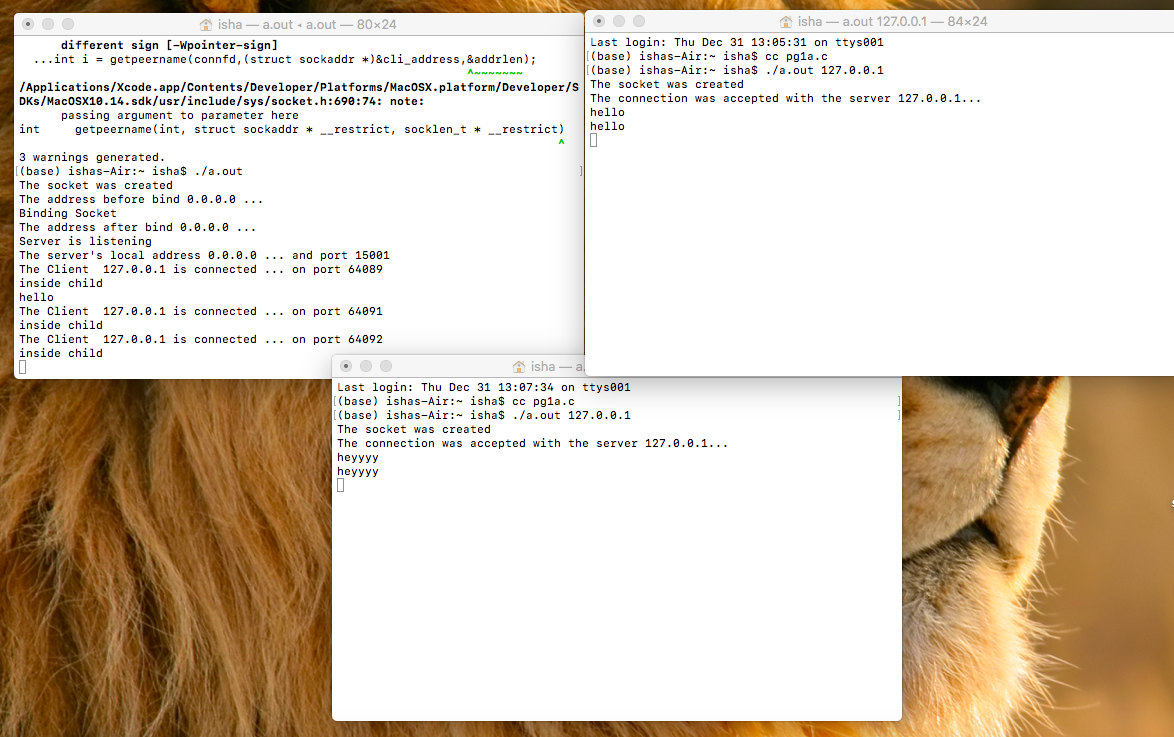 isha — a.out • a.out — 80×24
different sign [-Wpointer-sign]
...int i = getpeername(connfd,(struct sockaddr *)&cli_address,&addrlen);
^~~~~~~~
/Applications/Xcode.app/Contents/Developer/Platforms/MacOSX.platform/Developer/S
DKs/MacOSX10.14.sdk/usr/include/sys/socket.h:690:74: note:
passing argument to parameter here
int     getpeername(int, struct sockaddr * __restrict, socklen_t * __restrict)
^
3 warnings generated.
[(base) ishas-Air:~ isha$ ./a.out ]
The socket was created
The address before bind 0.0.0.0 ...
Binding Socket
The address after bind 0.0.0.0 ...
Server is listening
The server's local address 0.0.0.0 ... and port 15001
The Client  127.0.0.1 is connected ... on port 64089
inside child
hello
The Client  127.0.0.1 is connected ... on port 64091
inside child
The Client  127.0.0.1 is connected ... on port 64092
inside child
isha — a.out 127.0.0.1 — 84×24
Last login: Thu Dec 31 13:05:31 on ttys001
[(base) ishas-Air:~ isha$ cc pg1a.c
[(base) ishas-Air:~ isha$ ./a.out 127.0.0.1
The socket was created
The connection was accepted with the server 127.0.0.1...
hello
hello
isha — a.
Last login: Thu Dec 31 13:07:34 on ttys001
[(base) ishas-Air:~ isha$ cc pg1a.c ]
[(base) ishas-Air:~ isha$ ./a.out 127.0.0.1 ]
The socket was created
The connection was accepted with the server 127.0.0.1...
heyyyy
heyyyy